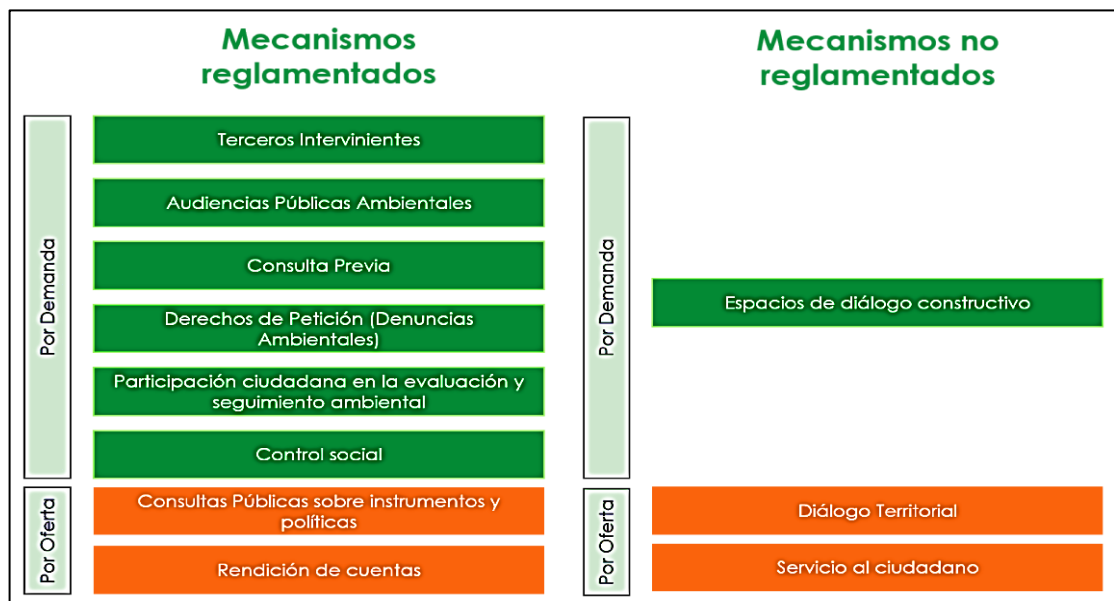 Mecanismos
reglamentados
Por Demanda
Terceros Intervinientes
Audiencias Públicas Ambientales
Consulta Previa
Derechos de Petición (Denuncias
Ambientales)
Participación ciudadana en la evaluación y
seguimiento ambiental
Control social
Por Oferta
Consultas Públicas sobre instrumentos y
políticas
Rendición de cuentas
Mecanismos no
reglamentados
Por Demanda
Espacios de diálogo constructivo
Por Oferta
Diálogo Territorial
Servicio al ciudadano